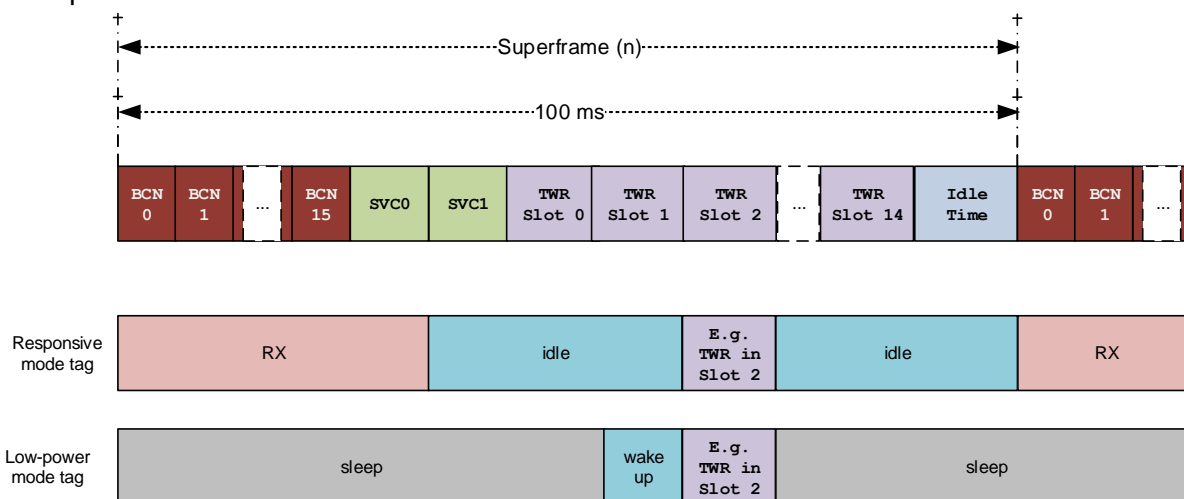 Superframe (n)
100 ms
BCN
0
BCN
1
...
BCN
15
SVC0
SVC1
TWR
Slot 0
TWR
Slot 1
TWR
Slot 2
...
TWR
Slot 14
Idle
Time
BCN
0
BCN
1
...
Responsive
mode tag
RX
idle
E.g.
TWR in
Slot 2
idle
RX
Low-power
mode tag
sleep
wake
up
E.g.
TWR in
Slot 2
sleep